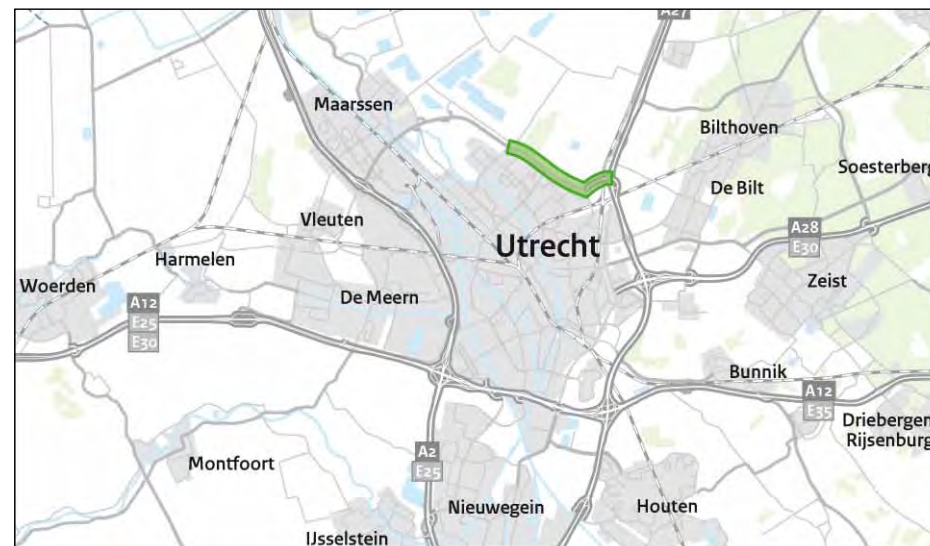 A27
Maarssen
Bilthoven
Soesterberg
De Bilt
Vleuten
A28
E30
Utrecht
Harmelen
Zeist
Woerden
De Meern
A12
E25
E30
Bunnik
A12
E35
Driebergen
Rijsenburg
A2
E25
Montfoort
Nieuwegein
Houten
IJsselstein